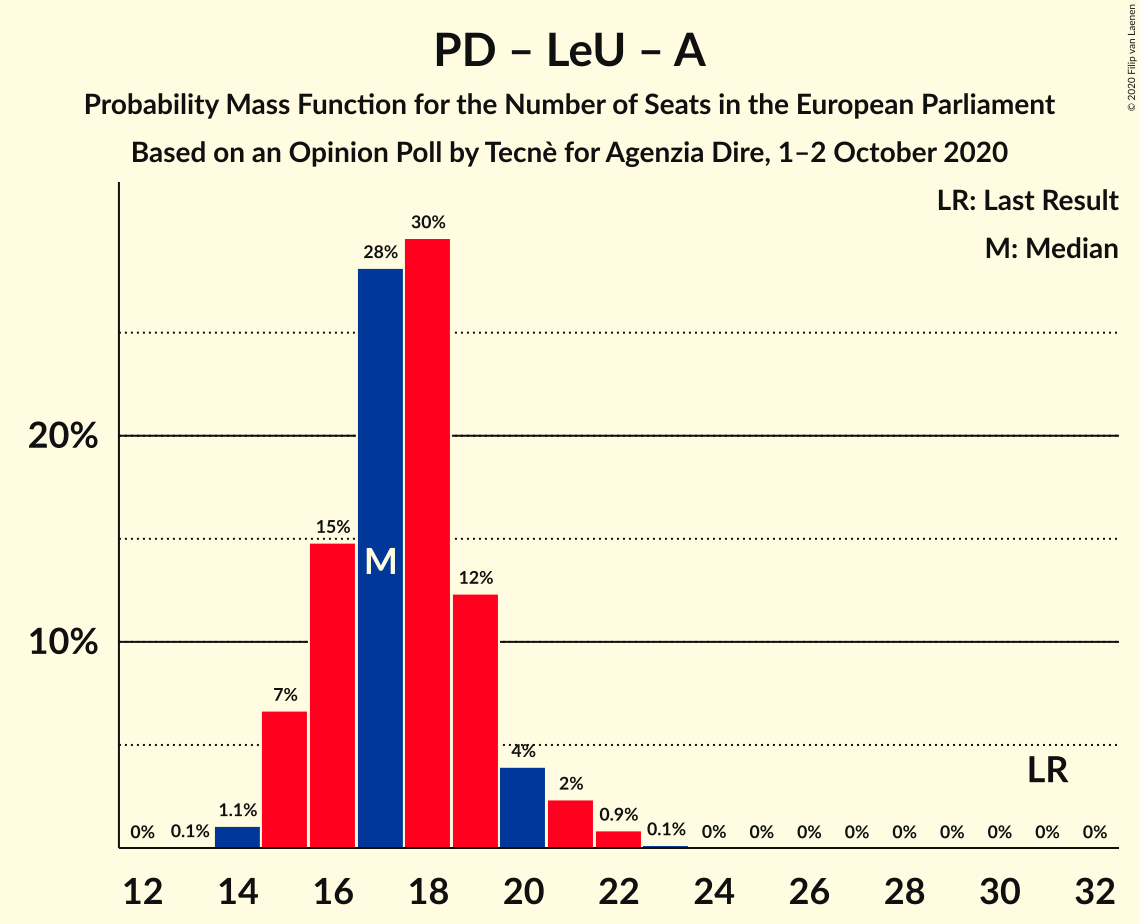 PD – LeU – A
Probability Mass Function for the Number of Seats in the European Parliament
Based on an Opinion Poll by Tecnè for Agenzia Dire, 1–2 October 2020
© 2020 Filip van Laenen
LR: Last Result
M: Median
30%
28%
20%
15%
M
12%
10%
7%
4%
LR
2%
0% 0.1% 1.1% 0.9% 0.1% 0% 0% 0% 0% 0% 0% 0% 0% 0%
12 14 16 18 20 22 24 26 28 30 32